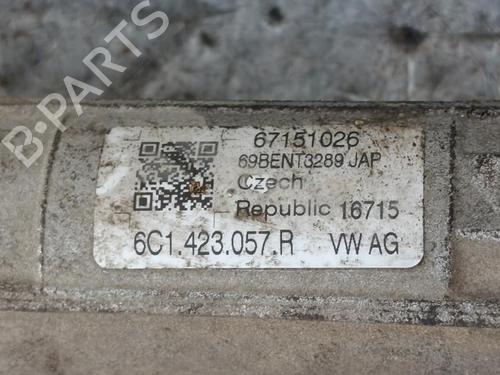 B-PARTS
67151026
69BENT3289 JAP
Czech
Republic 16715
6C1.423.057.R VW AG